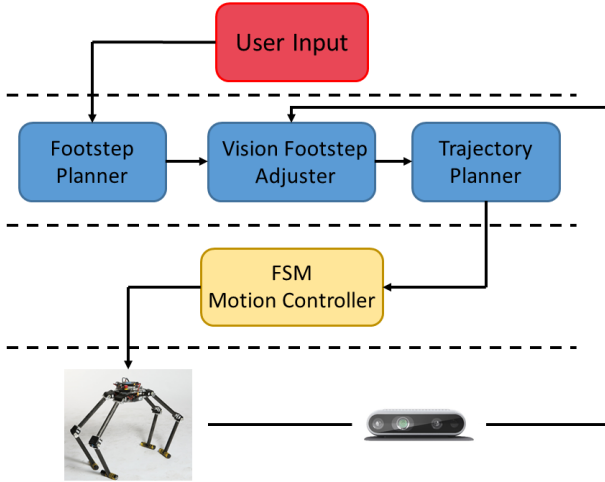 User Input
Footstep
Planner
Vision Footstep
Adjuster
Trajectory
Planner
FSM
Motion Controller